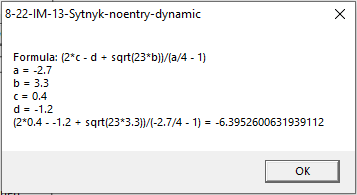 8-22-IM-13-Sytnyk-noentry-dynamic
Formula: (2*c - d + sqrt(23*b))/(a/4 - 1)
a = -2.7
b = 3.3
c = 0.4
d = -1.2
(2*0.4 - -1.2 + sqrt(23*3.3))/(-2.7/4 - 1) = -6.3952600631939112
OK